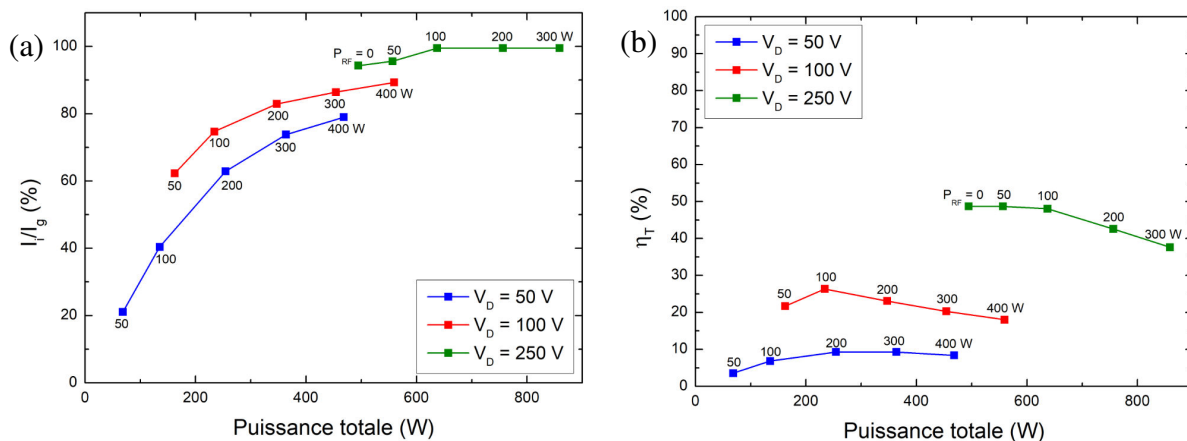 (a)
100
80
60
40
20
0
I_i/I_g (%)
P_RF = 0
50
100
200
300 W
50
100
200
300
400 W
50
100
200
300
400 W
V_D = 50 V
V_D = 100 V
V_D = 250 V
0
200
400
600
800
Puissance totale (W)
(b)
100
90
80
70
60
50
40
30
20
10
0
η_T (%)
V_D = 50 V
V_D = 100 V
V_D = 250 V
P_RF = 0
50
100
200
300 W
50
100
200
300
400 W
50
100
200
300
400 W
0
200
400
600
800
Puissance totale (W)